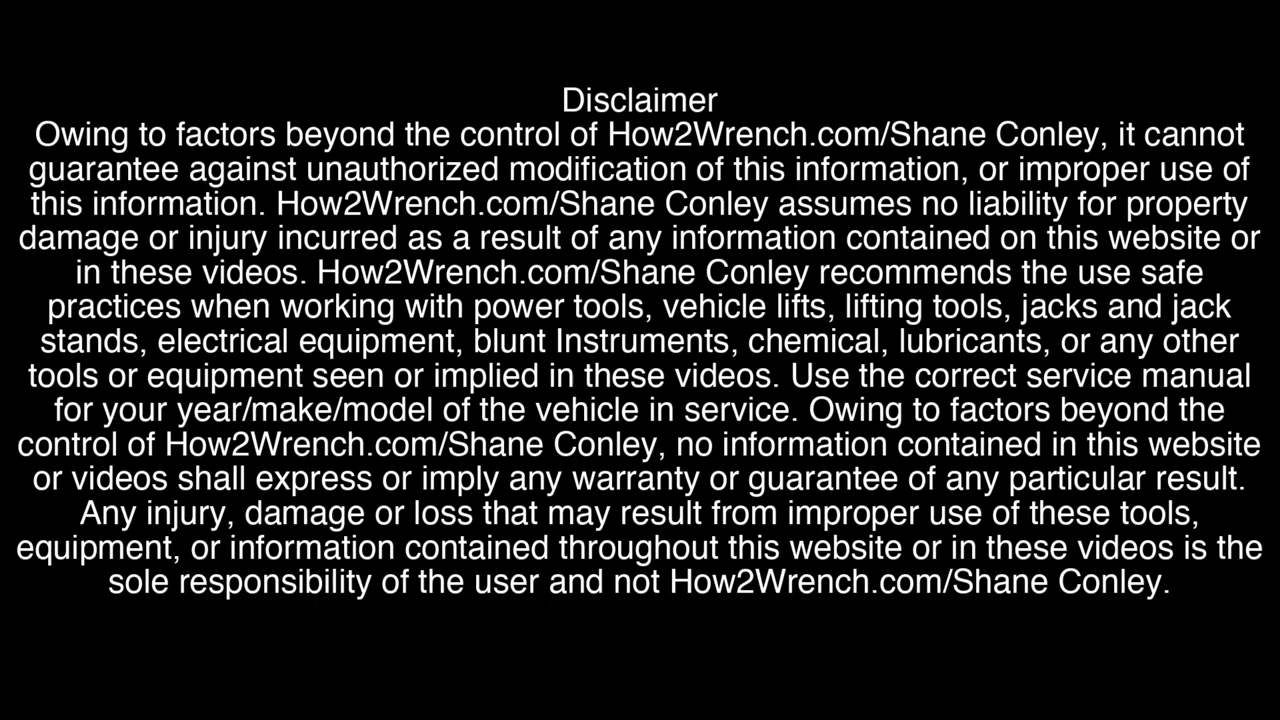 Disclaimer
Owing to factors beyond the control of How2Wrench.com/Shane Conley, it cannot
guarantee against unauthorized modification of this information, or improper use of
this information. How2Wrench.com/Shane Conley assumes no liability for property
damage or injury incurred as a result of any information contained on this website or
in these videos. How2Wrench.com/Shane Conley recommends the use safe
practices when working with power tools, vehicle lifts, lifting tools, jacks and jack
stands, electrical equipment, blunt Instruments, chemical, lubricants, or any other
tools or equipment seen or implied in these videos. Use the correct service manual
for your year/make/model of the vehicle in service. Owing to factors beyond the
control of How2Wrench.com/Shane Conley, no information contained in this website
or videos shall express or imply any warranty or guarantee of any particular result.
Any injury, damage or loss that may result from improper use of these tools,
equipment, or information contained throughout this website or in these videos is the
sole responsibility of the user and not How2Wrench.com/Shane Conley.